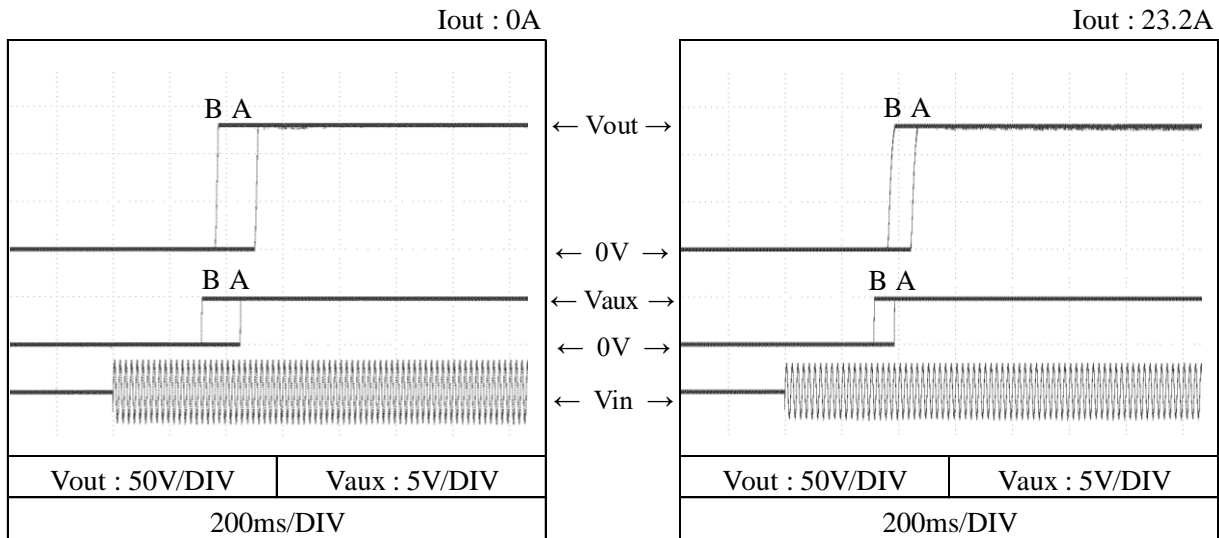 Iout : 0A
Iout : 23.2A
B A
B A
← Vout →
← 0V →
B A
B A
← Vaux →
← 0V →
← Vin →
Vout : 50V/DIV
Vaux : 5V/DIV
Vout : 50V/DIV
Vaux : 5V/DIV
200ms/DIV
200ms/DIV